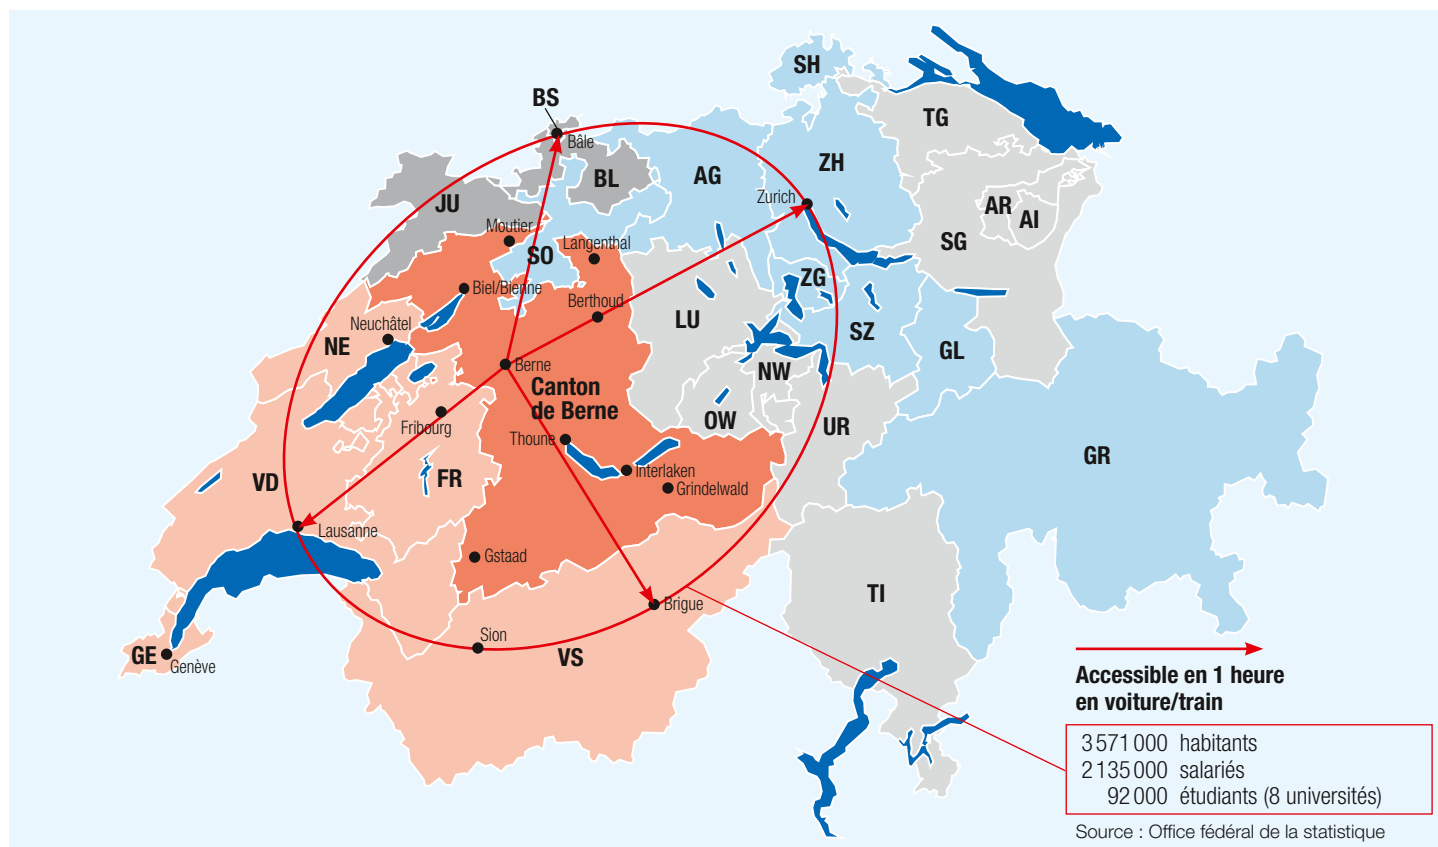 SH
BS
TG
Bâle
ZH
BL
AG
AR
AI
Zurich
JU
Moutier
SG
Langenthal
SO
ZG
Biel/Bienne
Berthoud
LU
Neuchâtel
SZ
NE
GL
Berne
NW
Canton
de Berne
OW
Fribourg
UR
Thoune
GR
Interlaken
VD
FR
Grindelwald
Lausanne
Gstaad
TI
Brigue
Sion
GE
VS
Genève
Accessible en 1 heure
en voiture/train
3 571 000 habitants
2 135 000 salariés
92 000 étudiants (8 universités)
Source : Office fédéral de la statistique